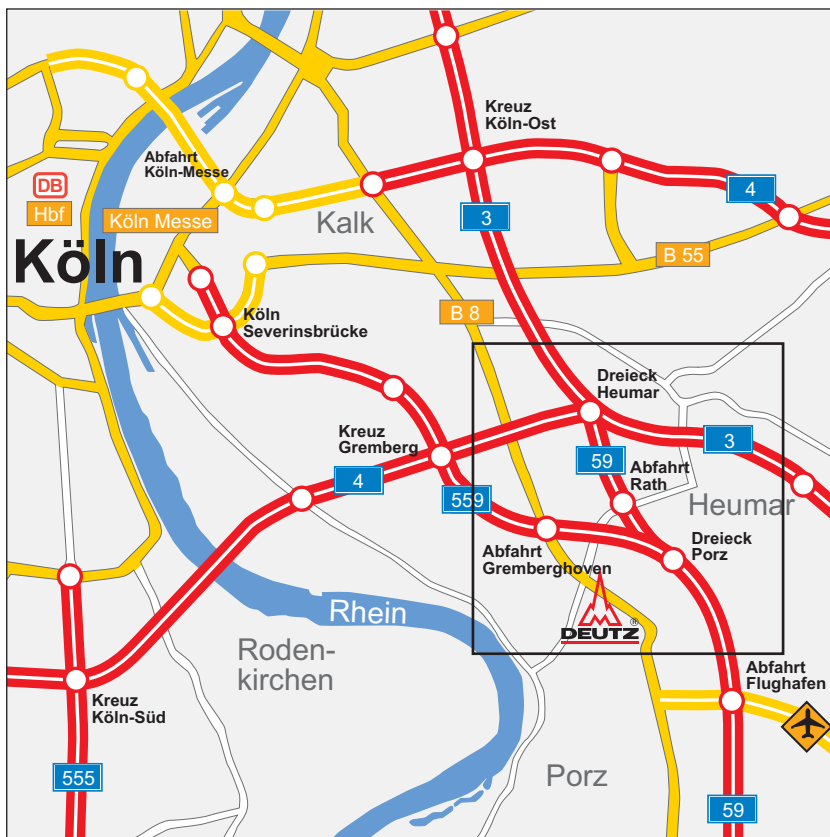 Kreuz
Köln-Ost
Abfahrt
Köln-Messe
DB
Hbf
Köln Messe
Kalk
4
3
Köln
B 55
Köln
Severinsbrücke
B 8
Dreieck
Heumar
Kreuz
Gremberg
3
59
4
559
Abfahrt
Rath
Heumar
Abfahrt
Gremberghoven
Dreieck
Porz
Rhein
DEUTZ ®
Roden-
kirchen
Abfahrt
Flughafen
Kreuz
Köln-Süd
555
Porz
59